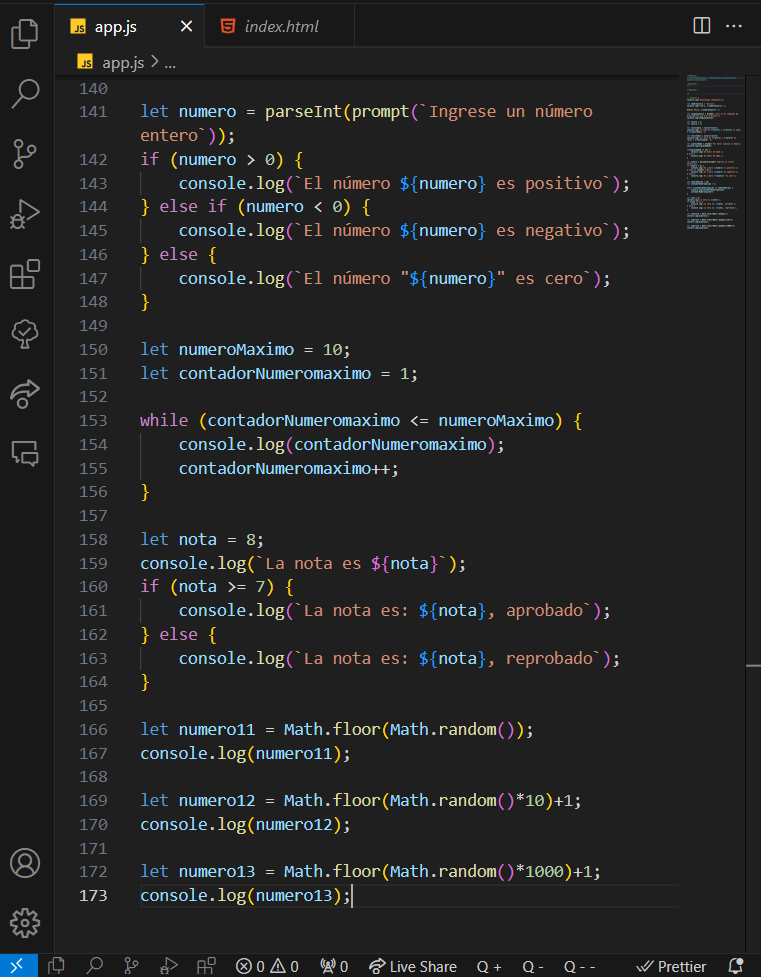 JS app.js × index.html ...
JS app.js > ...
140
141 let numero = parseInt(prompt(`Ingrese un número
entero`));
142 if (numero > 0) {
143 console.log(`El número ${numero} es positivo`);
144 } else if (numero < 0) {
145 console.log(`El número ${numero} es negativo`);
146 } else {
147 console.log(`El número "${numero}" es cero`);
148 }
149
150 let numeroMaximo = 10;
151 let contadorNumeromaximo = 1;
152
153 while (contadorNumeromaximo <= numeroMaximo) {
154 console.log(contadorNumeromaximo);
155 contadorNumeromaximo++;
156 }
157
158 let nota = 8;
159 console.log(`La nota es ${nota}`);
160 if (nota >= 7) {
161 console.log(`La nota es: ${nota}, aprobado`);
162 } else {
163 console.log(`La nota es: ${nota}, reprobado`);
164 }
165
166 let numero11 = Math.floor(Math.random());
167 console.log(numero11);
168
169 let numero12 = Math.floor(Math.random()*10)+1;
170 console.log(numero12);
171
172 let numero13 = Math.floor(Math.random()*1000)+1;
173 console.log(numero13);
0 0 0 Live Share Q + Q - Q - - Prettier